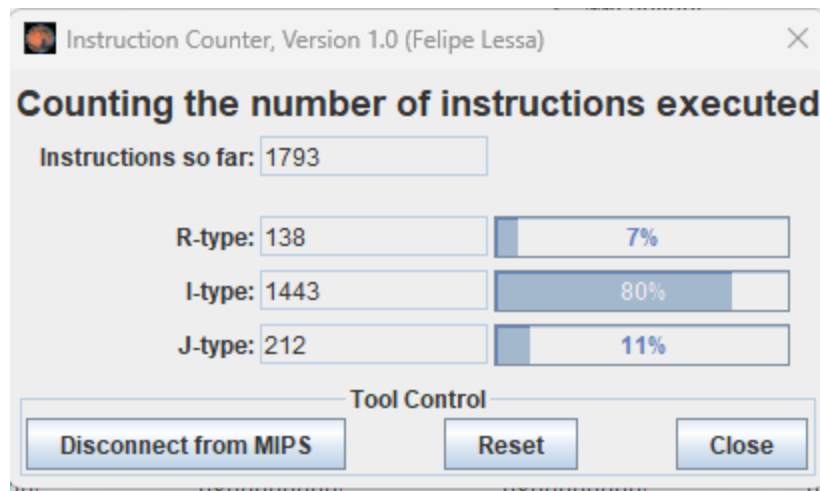 Instruction Counter, Version 1.0 (Felipe Lessa)
Counting the number of instructions executed
Instructions so far: 1793
R-type: 138 7%
I-type: 1443 80%
J-type: 212 11%
Tool Control
Disconnect from MIPS Reset Close